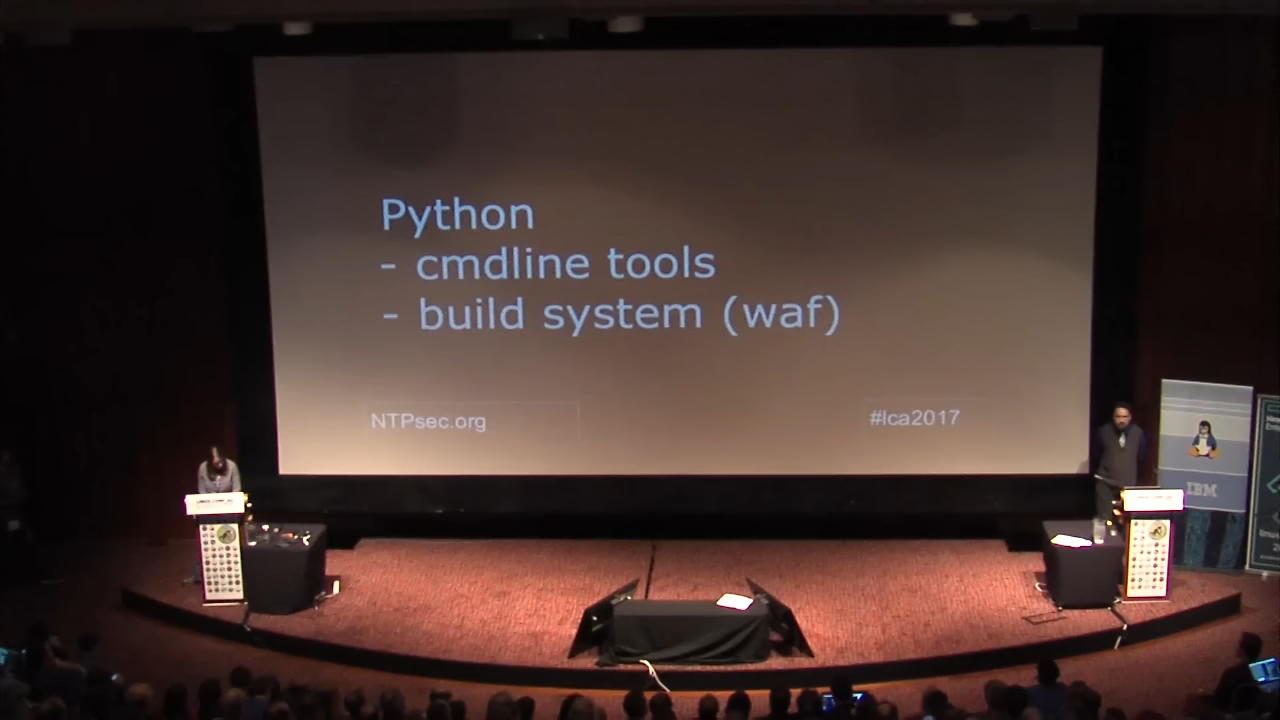 Python
- cmdline tools
- build system (waf)
NTPsec.org
#lca2017
IBM